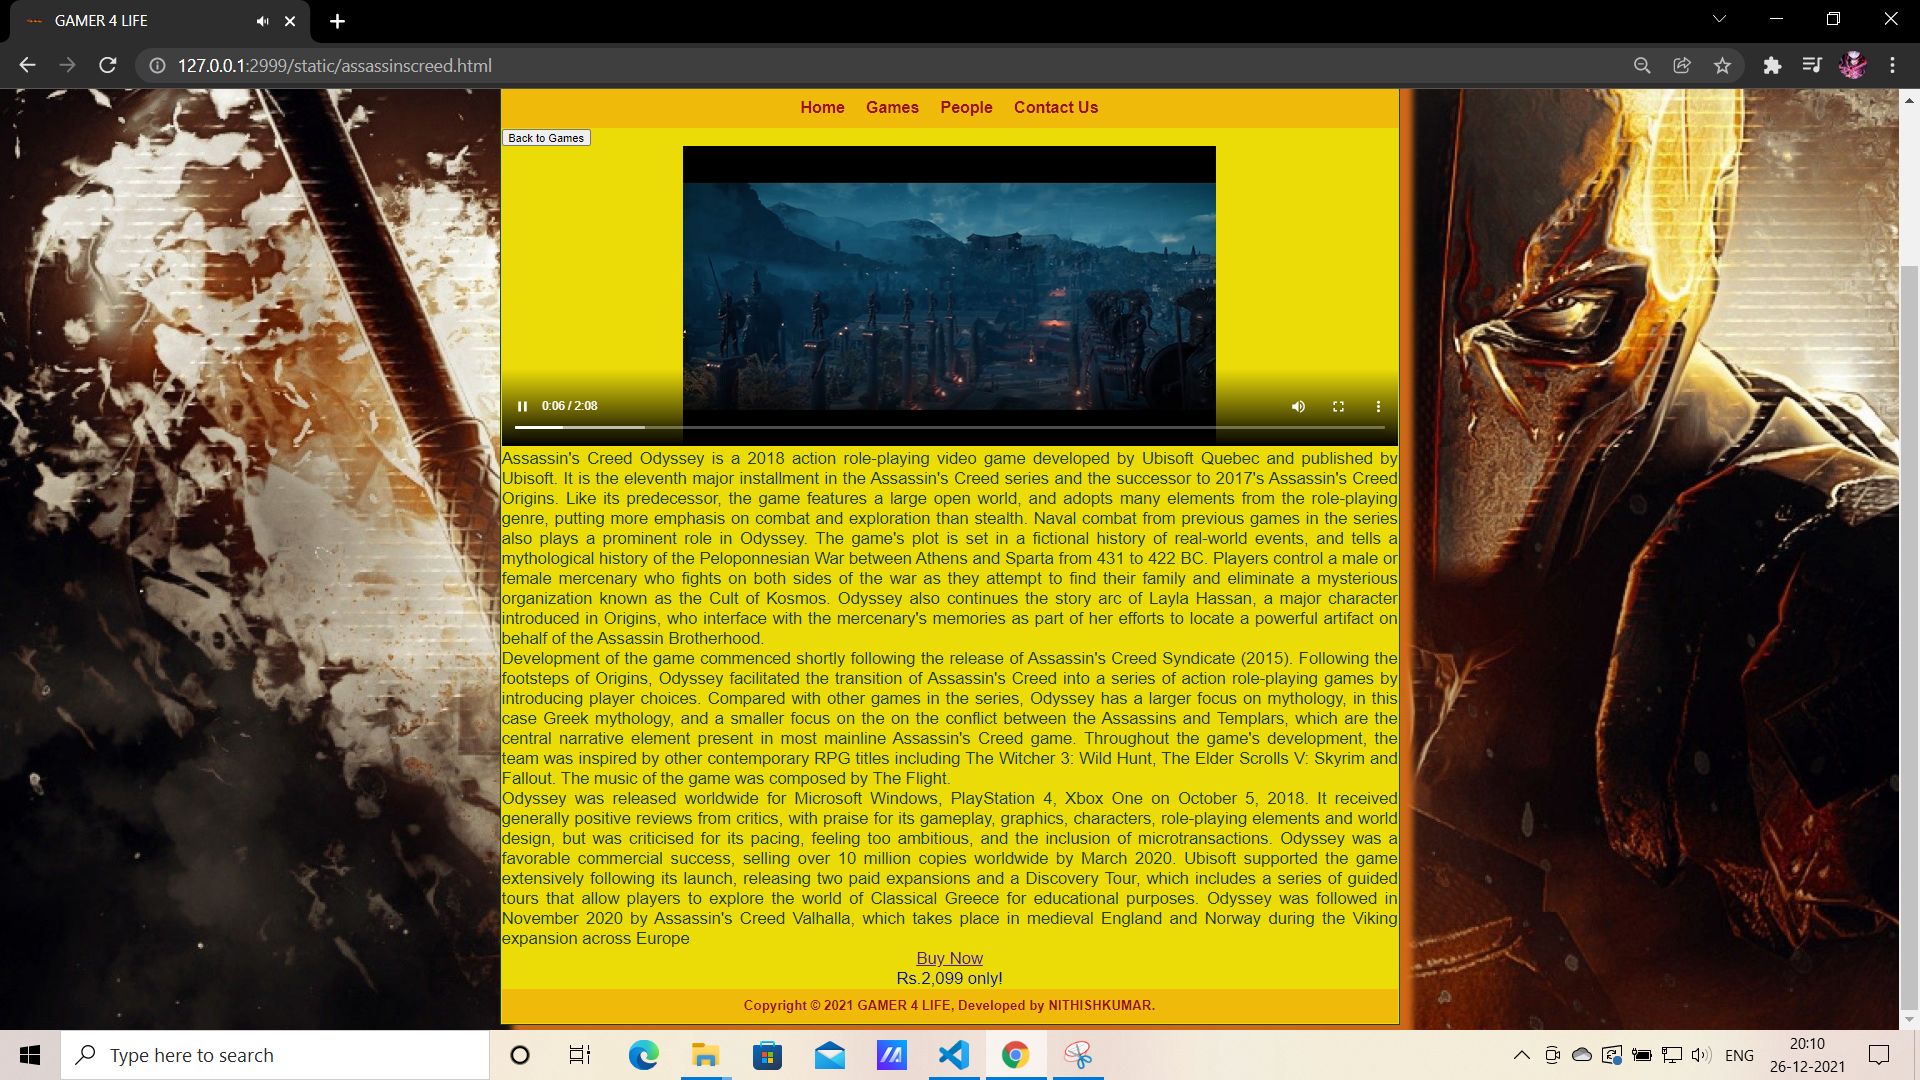 GAMER 4 LIFE
127.0.0.1:2999/static/assassinscreed.html
Home Games People Contact Us
Back to Games
0:06 / 2:08
Assassin's Creed Odyssey is a 2018 action role-playing video game developed by Ubisoft Quebec and published by
Ubisoft. It is the eleventh major installment in the Assassin's Creed series and the successor to 2017's Assassin's Creed
Origins. Like its predecessor, the game features a large open world, and adopts many elements from the role-playing
genre, putting more emphasis on combat and exploration than stealth. Naval combat from previous games in the series
also plays a prominent role in Odyssey. The game's plot is set in a fictional history of real-world events, and tells a
mythological history of the Peloponnesian War between Athens and Sparta from 431 to 422 BC. Players control a male or
female mercenary who fights on both sides of the war as they attempt to find their family and eliminate a mysterious
organization known as the Cult of Kosmos. Odyssey also continues the story arc of Layla Hassan, a major character
introduced in Origins, who interface with the mercenary's memories as part of her efforts to locate a powerful artifact on
behalf of the Assassin Brotherhood.
Development of the game commenced shortly following the release of Assassin's Creed Syndicate (2015). Following the
footsteps of Origins, Odyssey facilitated the transition of Assassin's Creed into a series of action role-playing games by
introducing player choices. Compared with other games in the series, Odyssey has a larger focus on mythology, in this
case Greek mythology, and a smaller focus on the on the conflict between the Assassins and Templars, which are the
central narrative element present in most mainline Assassin's Creed game. Throughout the game's development, the
team was inspired by other contemporary RPG titles including The Witcher 3: Wild Hunt, The Elder Scrolls V: Skyrim and
Fallout. The music of the game was composed by The Flight.
Odyssey was released worldwide for Microsoft Windows, PlayStation 4, Xbox One on October 5, 2018. It received
generally positive reviews from critics, with praise for its gameplay, graphics, characters, role-playing elements and world
design, but was criticised for its pacing, feeling too ambitious, and the inclusion of microtransactions. Odyssey was a
favorable commercial success, selling over 10 million copies worldwide by March 2020. Ubisoft supported the game
extensively following its launch, releasing two paid expansions and a Discovery Tour, which includes a series of guided
tours that allow players to explore the world of Classical Greece for educational purposes. Odyssey was followed in
November 2020 by Assassin's Creed Valhalla, which takes place in medieval England and Norway during the Viking
expansion across Europe
Buy Now
Rs.2,099 only!
Copyright © 2021 GAMER 4 LIFE, Developed by NITHISHKUMAR.
Type here to search
ENG
20:10
26-12-2021